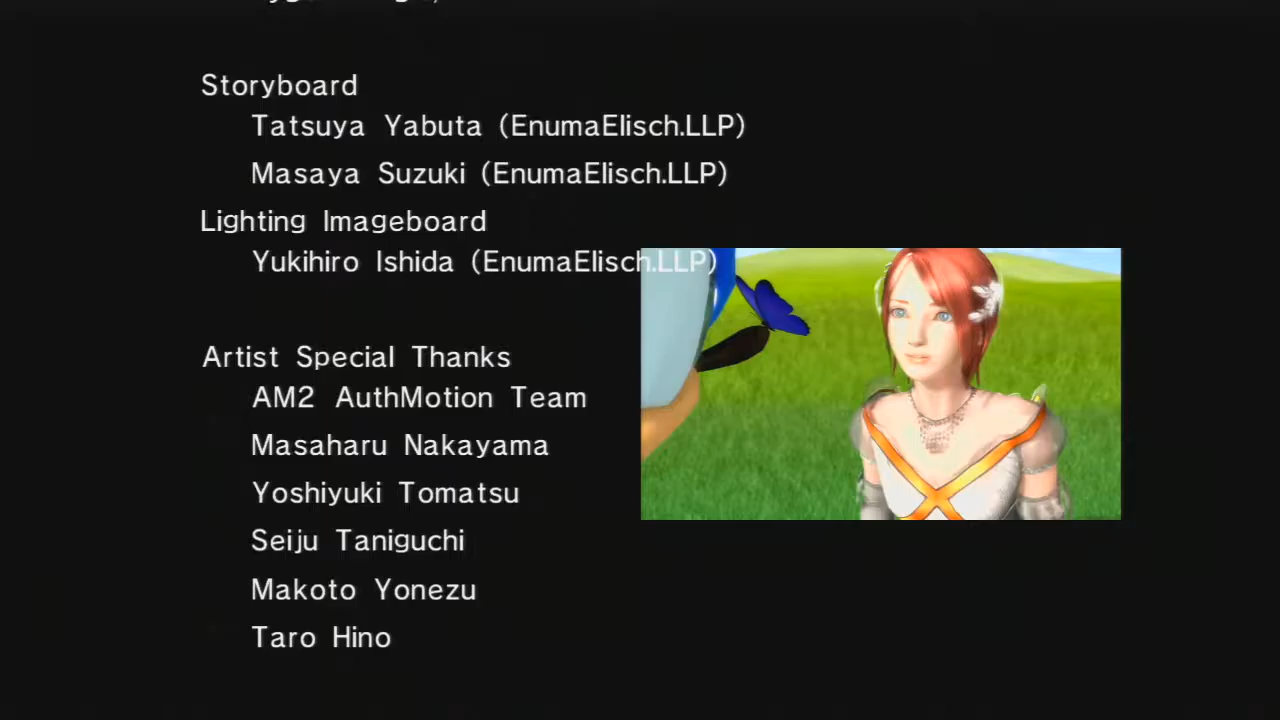 Storyboard
Tatsuya Yabuta (EnumaElisch.LLP)
Masaya Suzuki (EnumaElisch.LLP)
Lighting Imageboard
Yukihiro Ishida (EnumaElisch.LLP)
Artist Special Thanks
AM2 AuthMotion Team
Masaharu Nakayama
Yoshiyuki Tomatsu
Seiju Taniguchi
Makoto Yonezu
Taro Hino